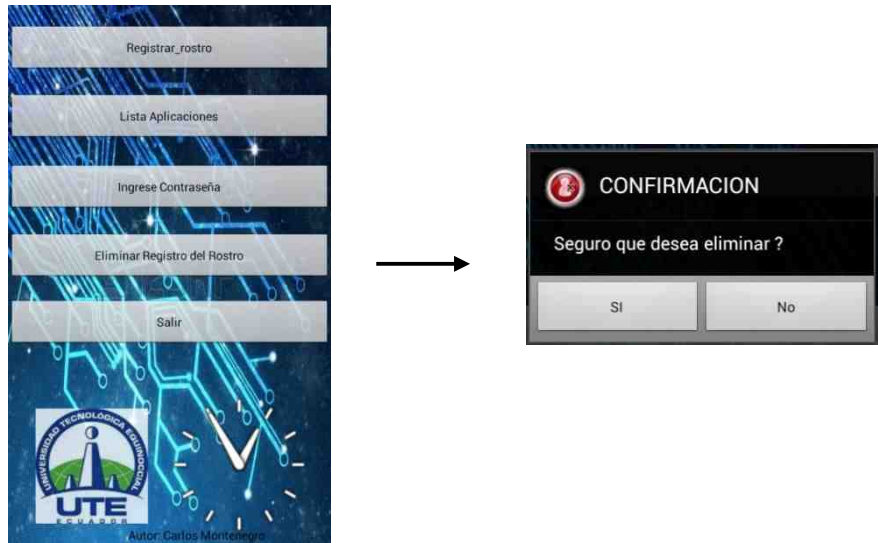 Registrar_rostro
Lista Aplicaciones
Ingrese Contraseña
Eliminar Registro del Rostro
Salir
UNIVERSIDAD TECNOLÓGICA EQUINOCCIAL
UTE
ECUADOR
Autor: Carlos Montenegro
CONFIRMACION
Seguro que desea eliminar ?
SI
No